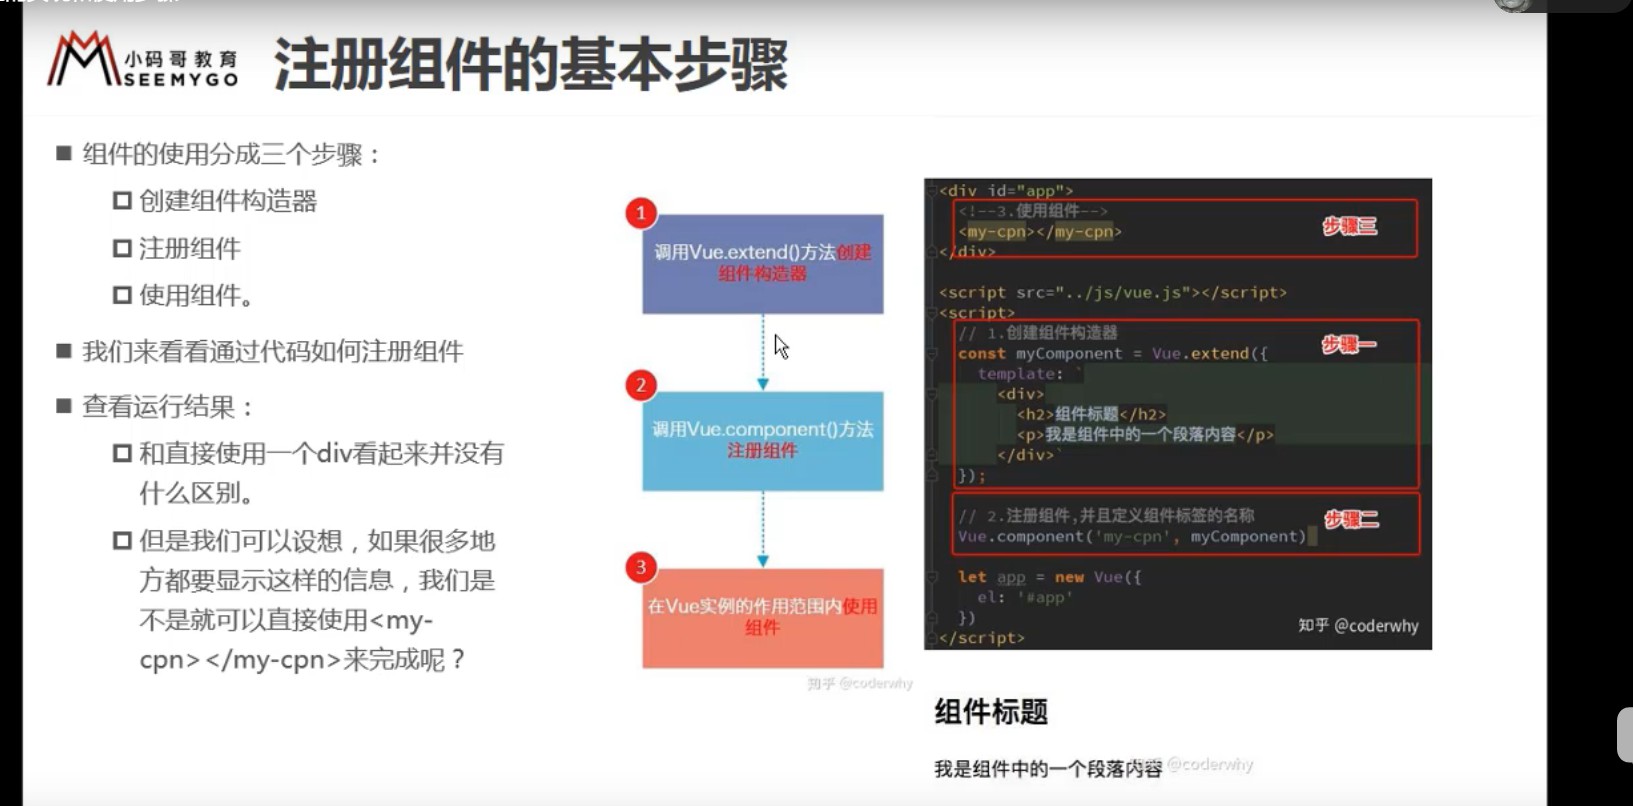 小码哥教育
SEEMYGO
注册组件的基本步骤
组件的使用分成三个步骤：
创建组件构造器
注册组件
使用组件。
我们来看看通过代码如何注册组件
查看运行结果：
和直接使用一个div看起来并没有
什么区别。
但是我们可以设想，如果很多地
方都要显示这样的信息，我们是
不是就可以直接使用<my-
cpn></my-cpn>来完成呢？
1
调用Vue.extend()方法创建
组件构造器
2
调用Vue.component()方法
注册组件
3
在Vue实例的作用范围内使用
组件
知乎 @coderwhy
<div id="app">
<!--3.使用组件-->
步骤三
<my-cpn></my-cpn>
</div>
<script src="../js/vue.js"></script>
<script>
// 1.创建组件构造器
步骤一
const myComponent = Vue.extend({
template: `
<div>
<h2>组件标题</h2>
<p>我是组件中的一个段落内容</p>
</div>`
});
// 2.注册组件,并且定义组件标签的名称
步骤二
Vue.component('my-cpn', myComponent)
let app = new Vue({
el: '#app'
})
</script>
知乎 @coderwhy
组件标题
我是组件中的一个段落内容
@coderwhy